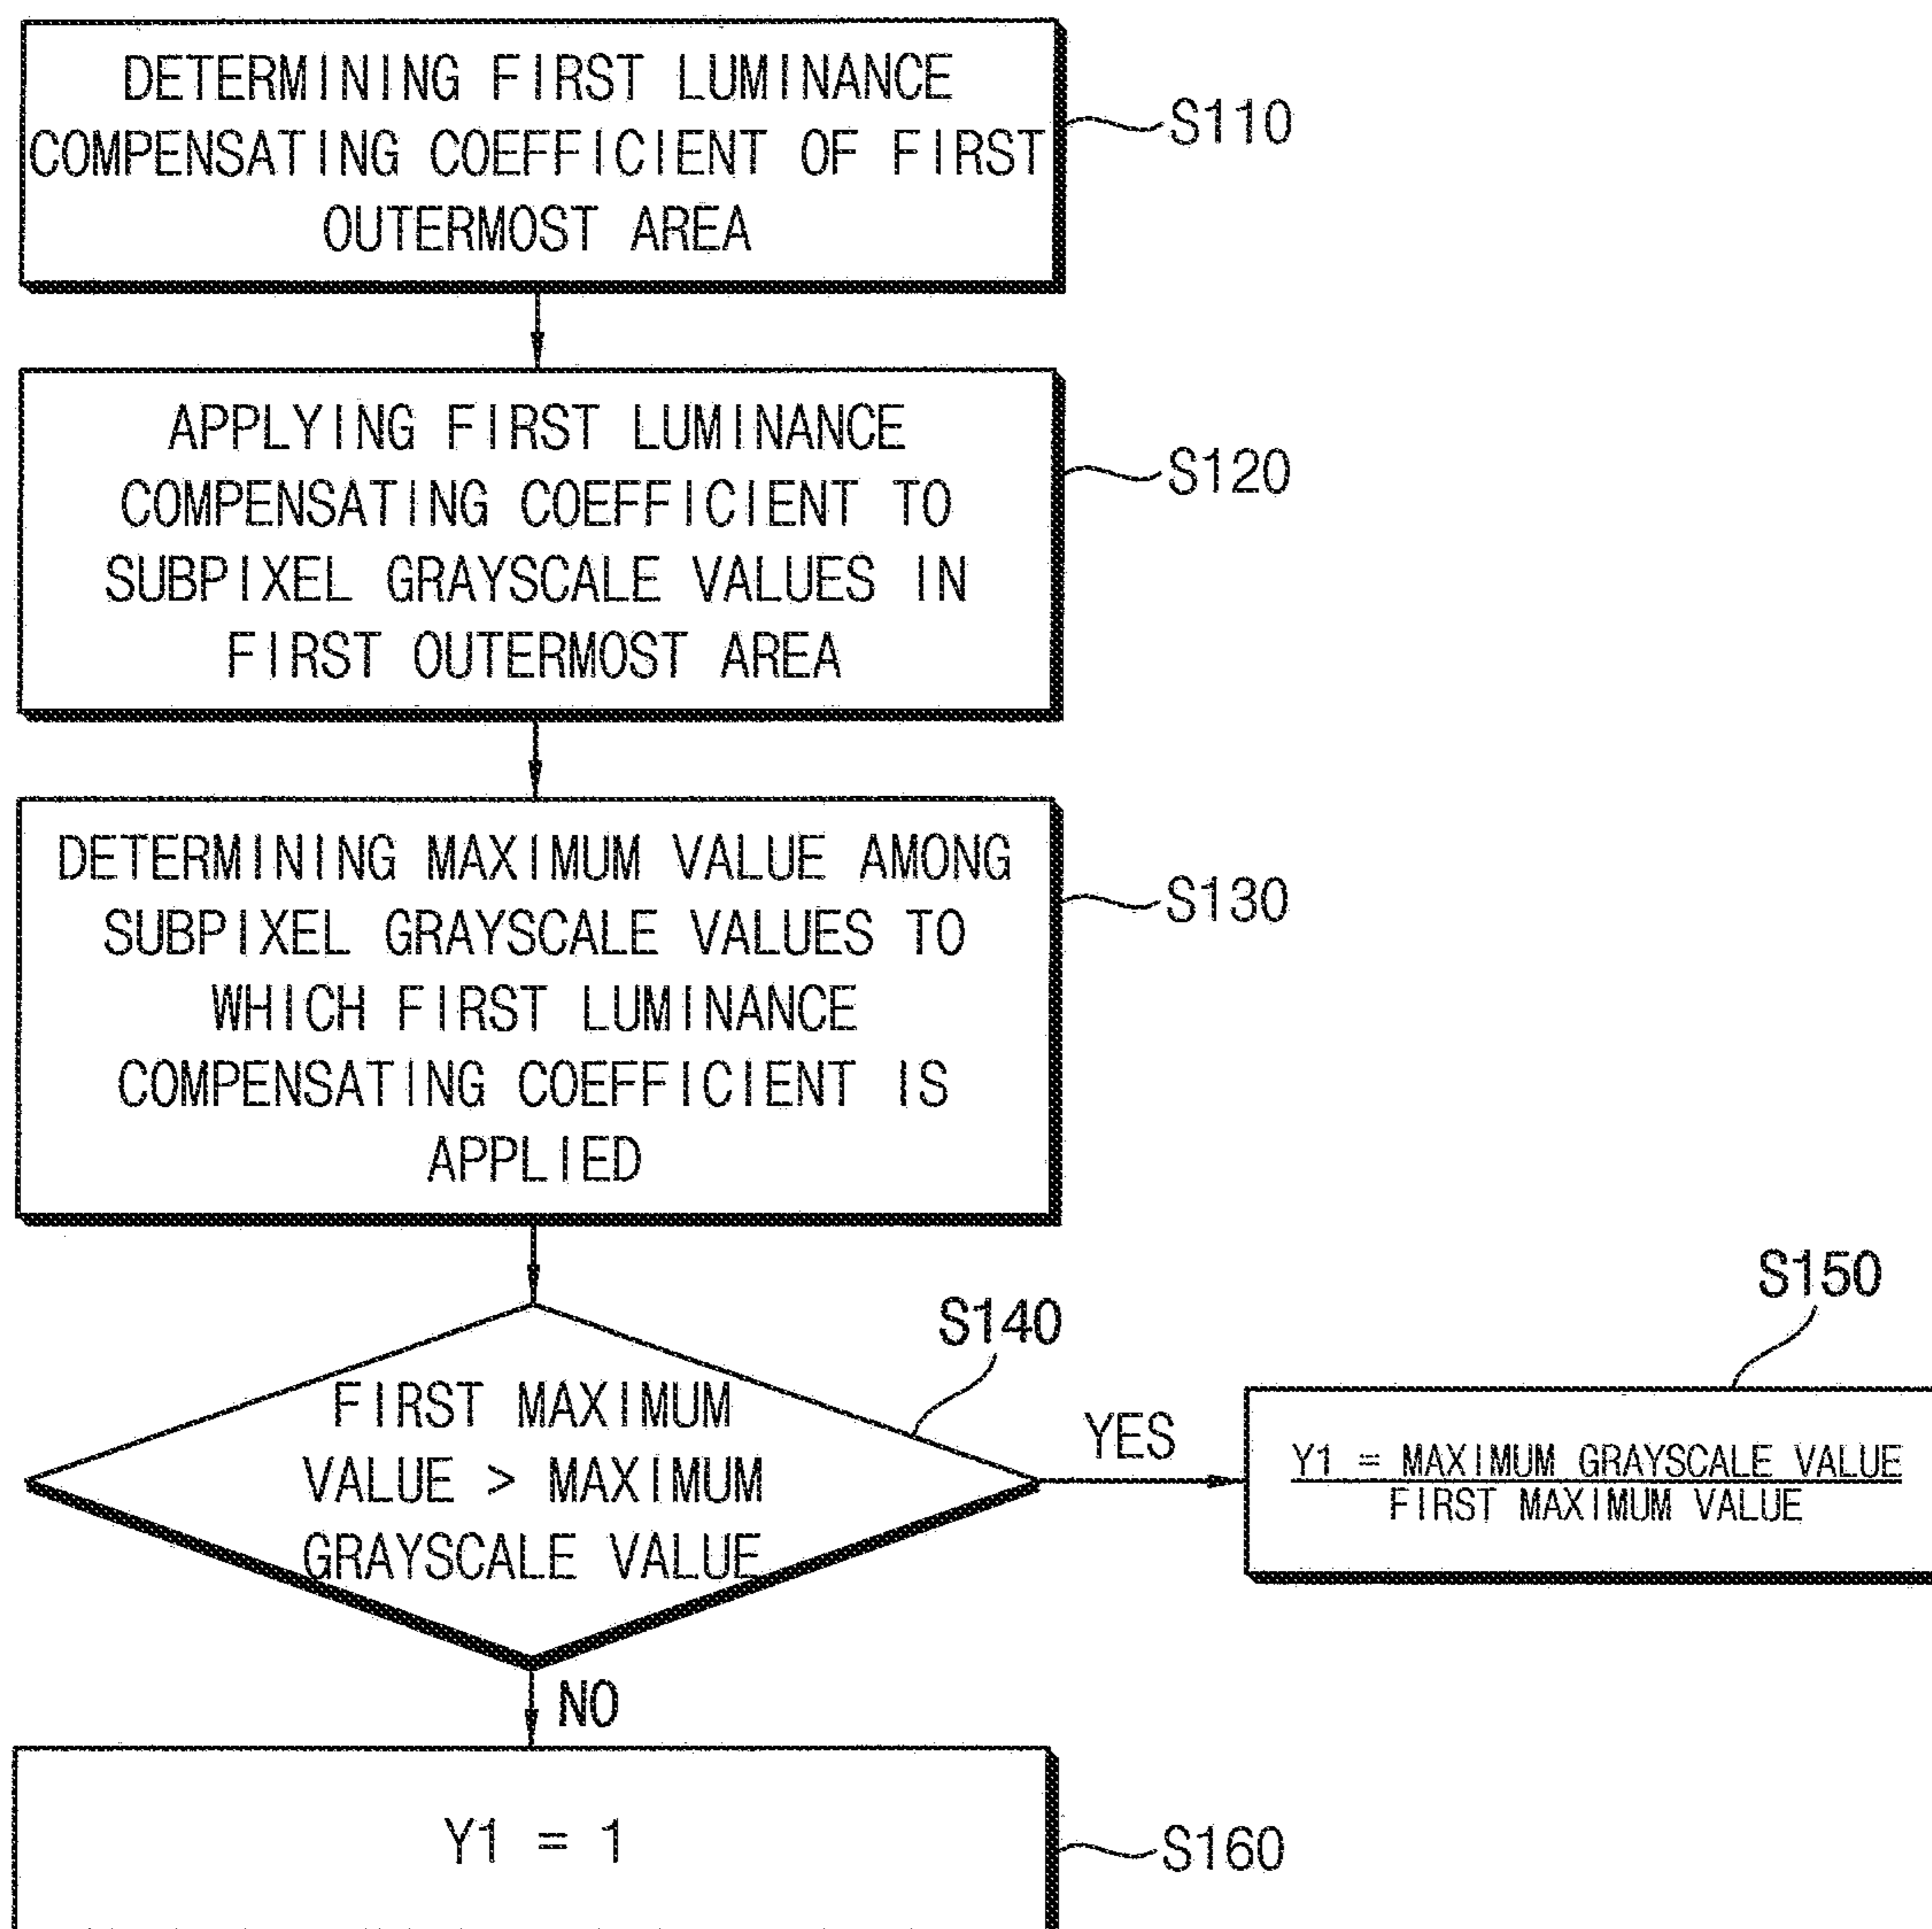 DETERMINING FIRST LUMINANCE
COMPENSATING COEFFICIENT OF FIRST
OUTERMOST AREA
S110
APPLYING FIRST LUMINANCE
COMPENSATING COEFFICIENT TO
SUBPIXEL GRAYSCALE VALUES IN
FIRST OUTERMOST AREA
S120
DETERMINING MAXIMUM VALUE AMONG
SUBPIXEL GRAYSCALE VALUES TO
WHICH FIRST LUMINANCE
COMPENSATING COEFFICIENT IS
APPLIED
S130
FIRST MAXIMUM
VALUE > MAXIMUM
GRAYSCALE VALUE
S140
YES
S150
Y1 = MAXIMUM GRAYSCALE VALUE
FIRST MAXIMUM VALUE
NO
Y1 = 1
S160